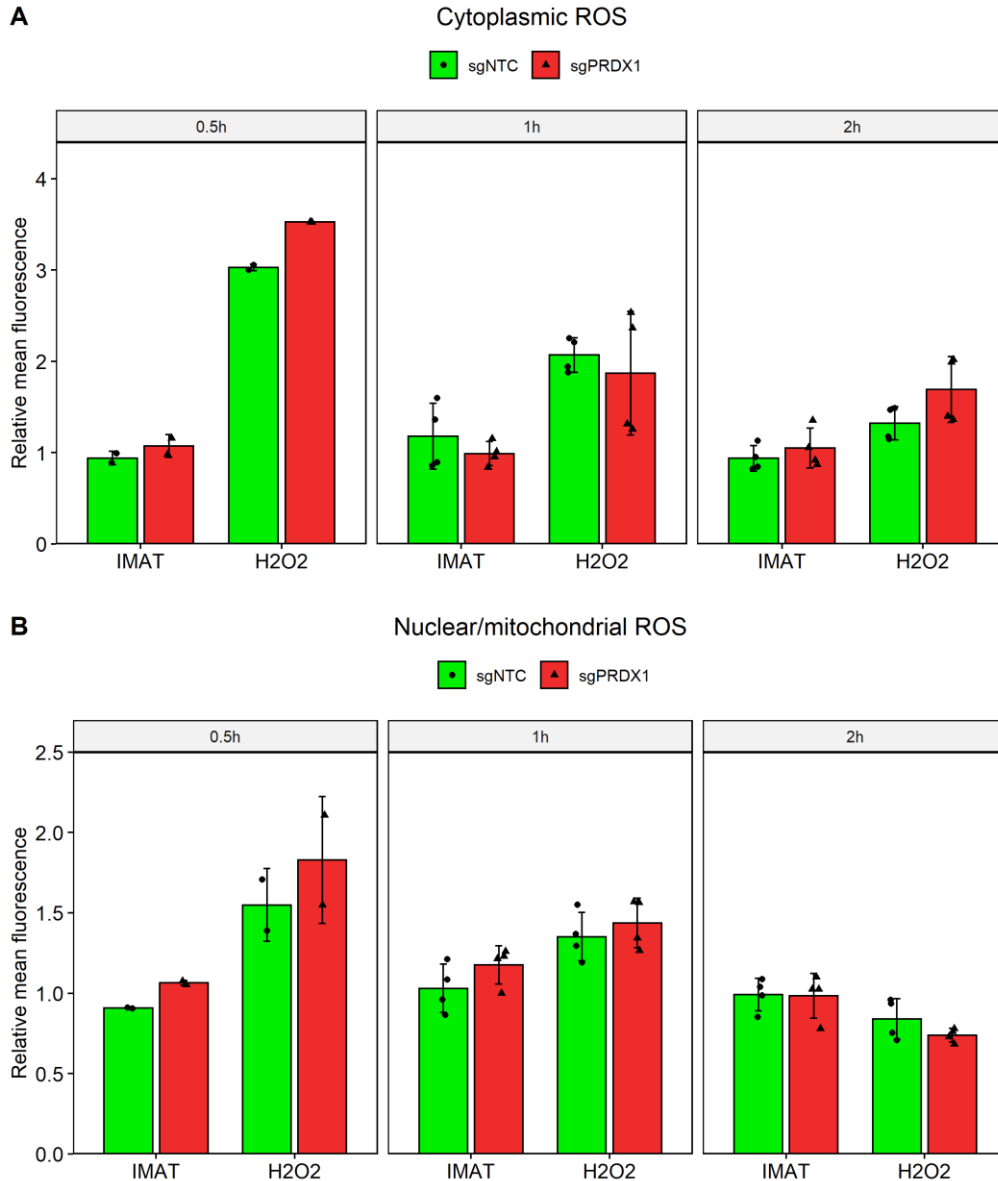 A
Cytoplasmic ROS
sgNTC sgPRDX1
0.5h 1h 2h
Relative mean fluorescence
4
3
2
1
0
IMAT H2O2 IMAT H2O2 IMAT H2O2
B
Nuclear/mitochondrial ROS
sgNTC sgPRDX1
0.5h 1h 2h
Relative mean fluorescence
2.5
2.0
1.5
1.0
0.5
0.0
IMAT H2O2 IMAT H2O2 IMAT H2O2